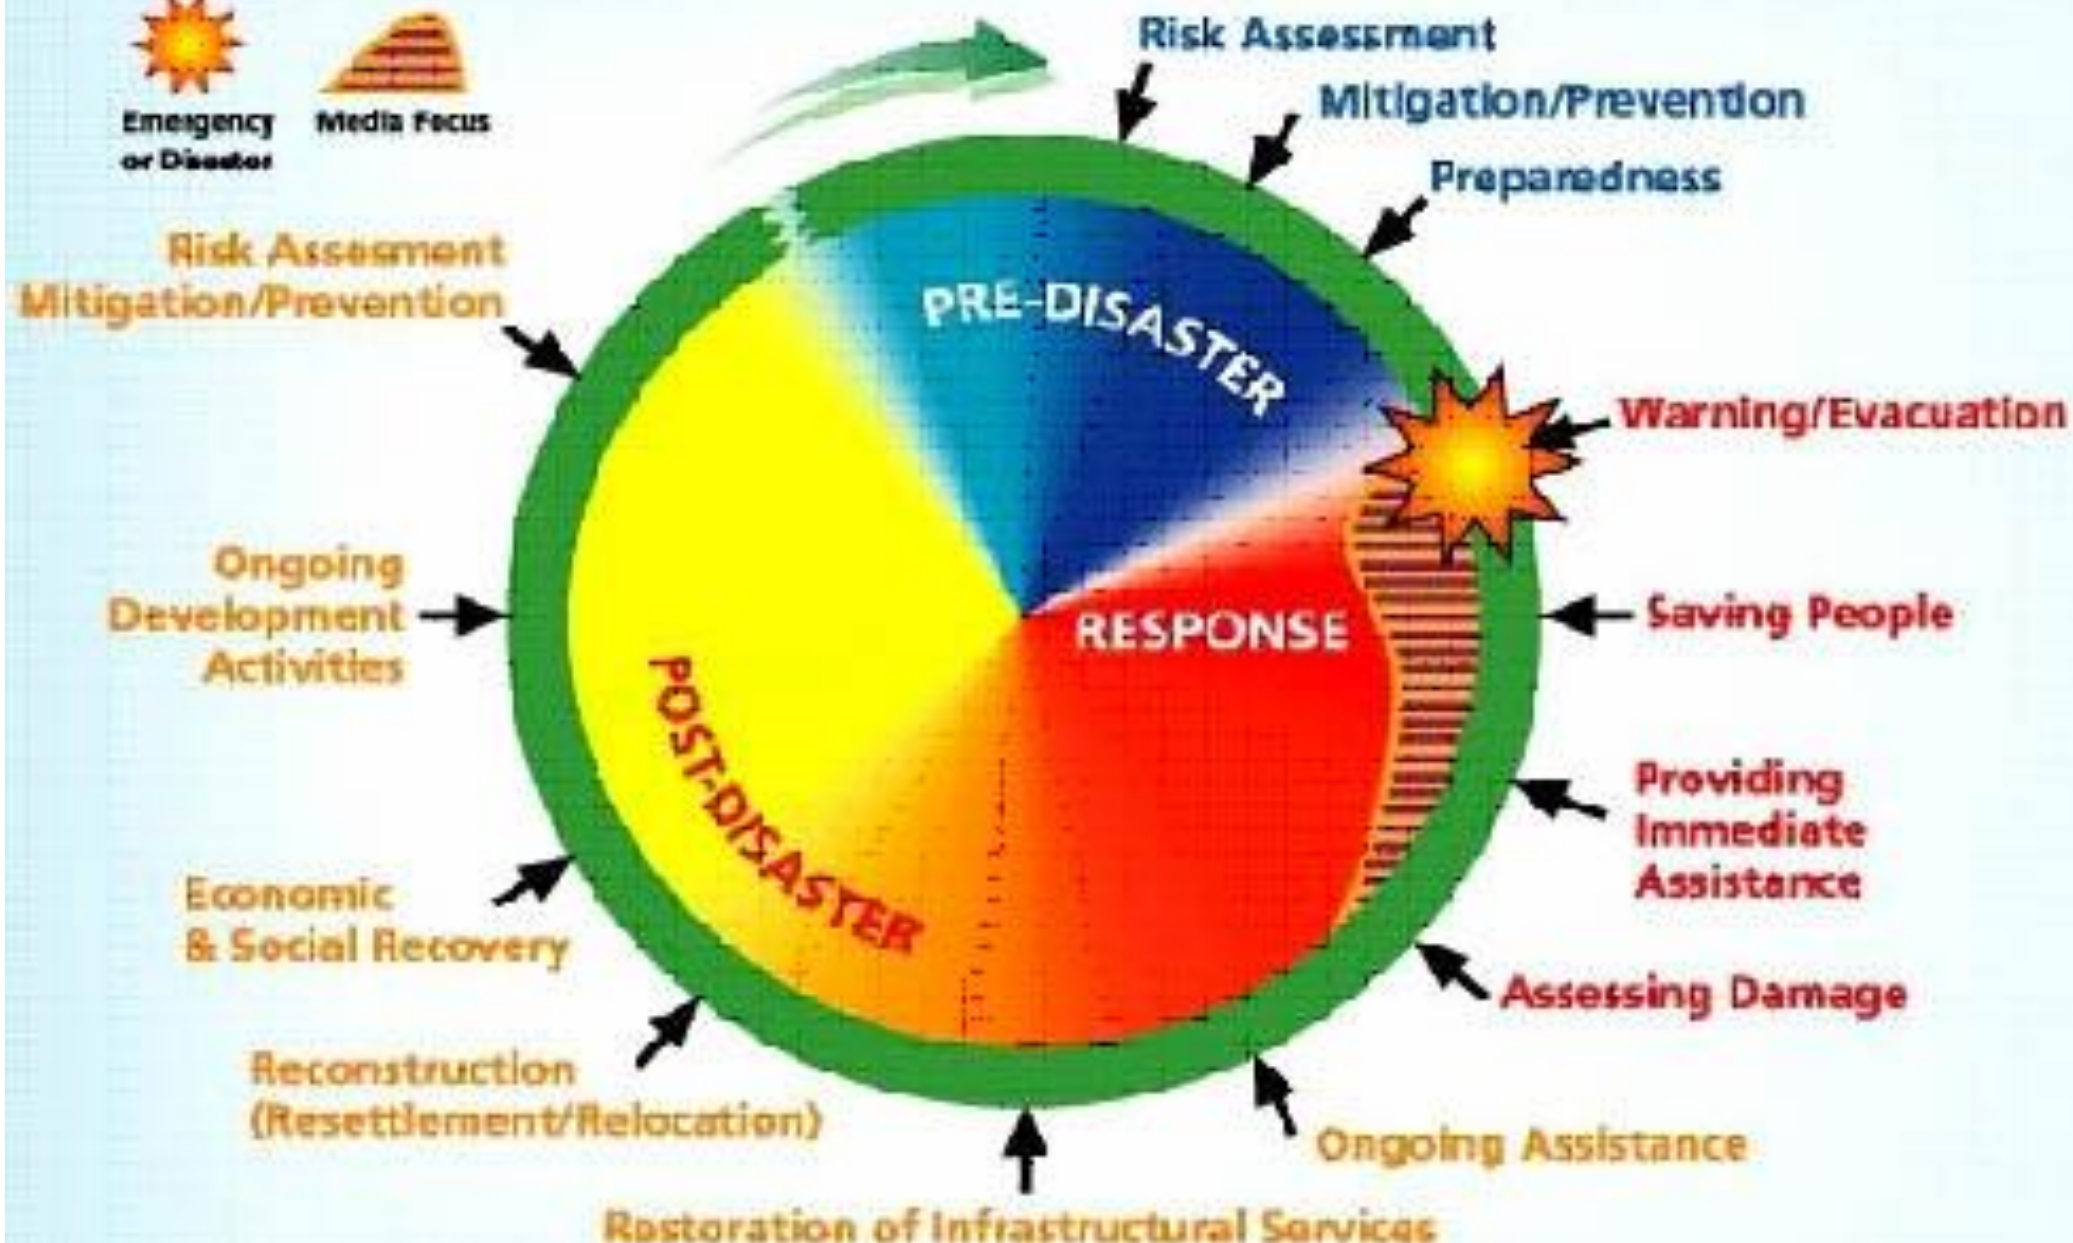 Emergency
or Disaster
Media Focus
Risk Assessment
Mitigation/Prevention
Preparedness
Warning/Evacuation
Saving People
Providing
Immediate
Assistance
Assessing Damage
Ongoing Assistance
Restoration of Infrastructural Services
Reconstruction
(Resettlement/Relocation)
Economic
& Social Recovery
Ongoing
Development
Activities
Risk Assesment
Mitigation/Prevention
PRE-DISASTER
RESPONSE
POST-DISASTER